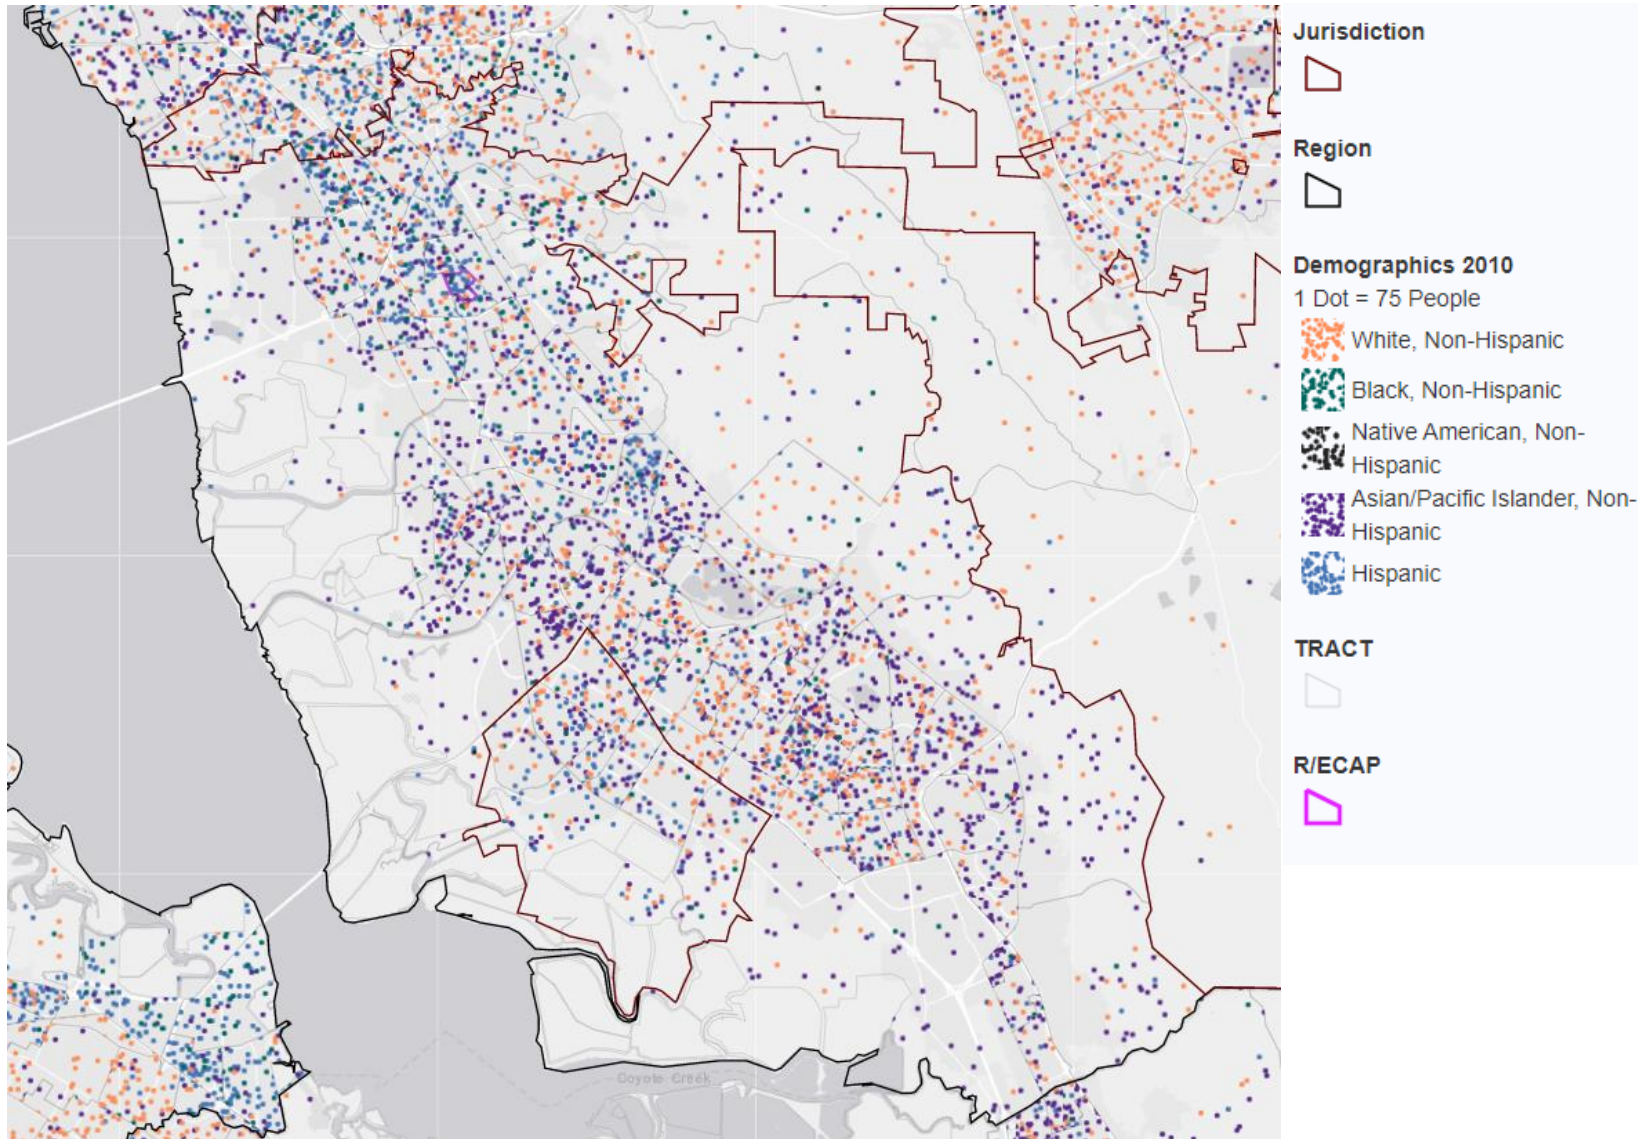 Jurisdiction
Region
Demographics 2010
1 Dot = 75 People
White, Non-Hispanic
Black, Non-Hispanic
Native American, Non-
Hispanic
Asian/Pacific Islander, Non-
Hispanic
Hispanic
TRACT
R/ECAP
Coyote Creek